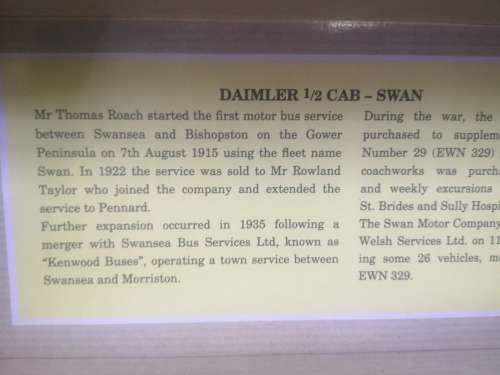 DAIMLER 1/2 CAB – SWAN
Mr Thomas Roach started the first motor bus service
between Swansea and Bishopston on the Gower
Peninsula on 7th August 1915 using the fleet name
Swan. In 1922 the service was sold to Mr Rowland
Taylor who joined the company and extended the
service to Pennard.
Further expansion occurred in 1935 following a
merger with Swansea Bus Services Ltd, known as
"Kenwood Buses", operating a town service between
Swansea and Morriston.
During the war, the
purchased to supplem
Number 29 (EWN 329)
coachworks was purch
and weekly excursions
St. Brides and Sully Hospi
The Swan Motor Company
Welsh Services Ltd. on 11
ing some 26 vehicles, m
EWN 329.